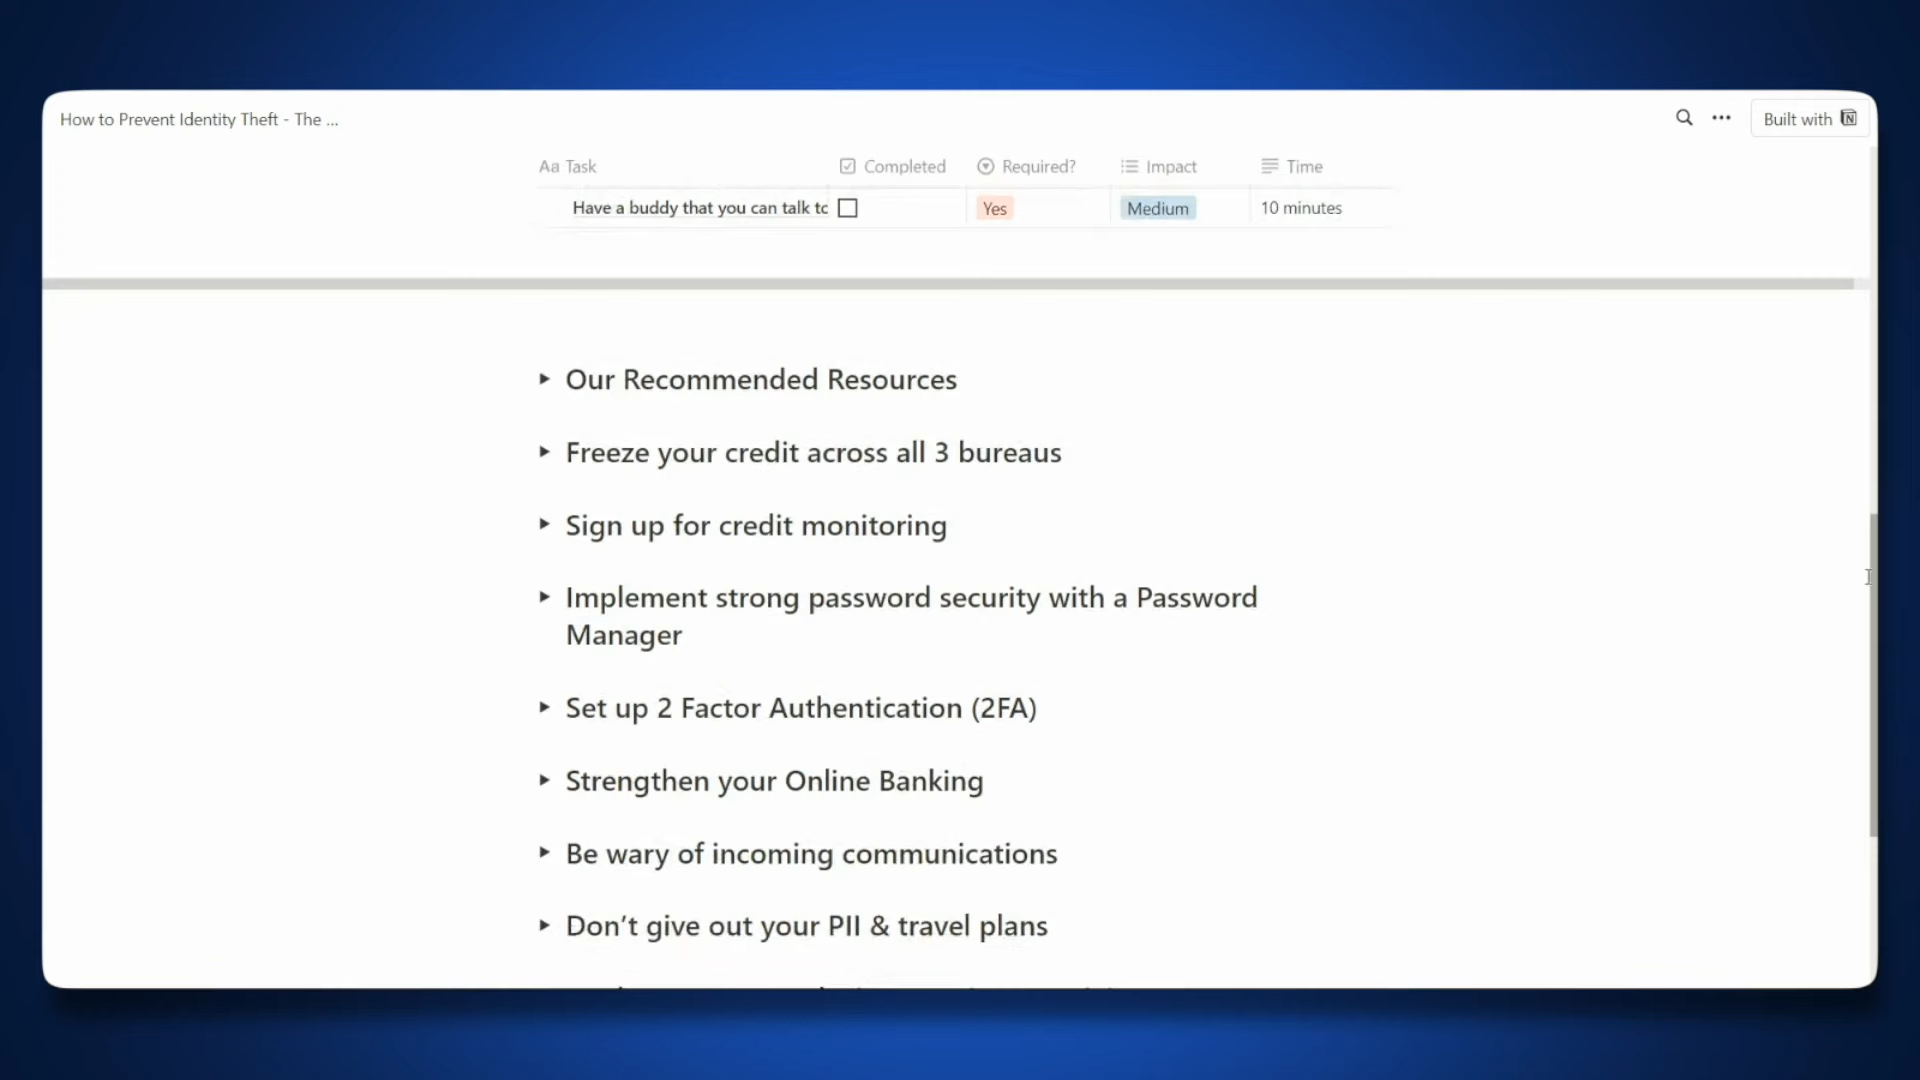 How to Prevent Identity Theft - The ...
Built with
Aa Task Completed Required? Impact Time
Have a buddy that you can talk to Yes Medium 10 minutes
Our Recommended Resources
Freeze your credit across all 3 bureaus
Sign up for credit monitoring
Implement strong password security with a Password
Manager
Set up 2 Factor Authentication (2FA)
Strengthen your Online Banking
Be wary of incoming communications
Don’t give out your PII & travel plans